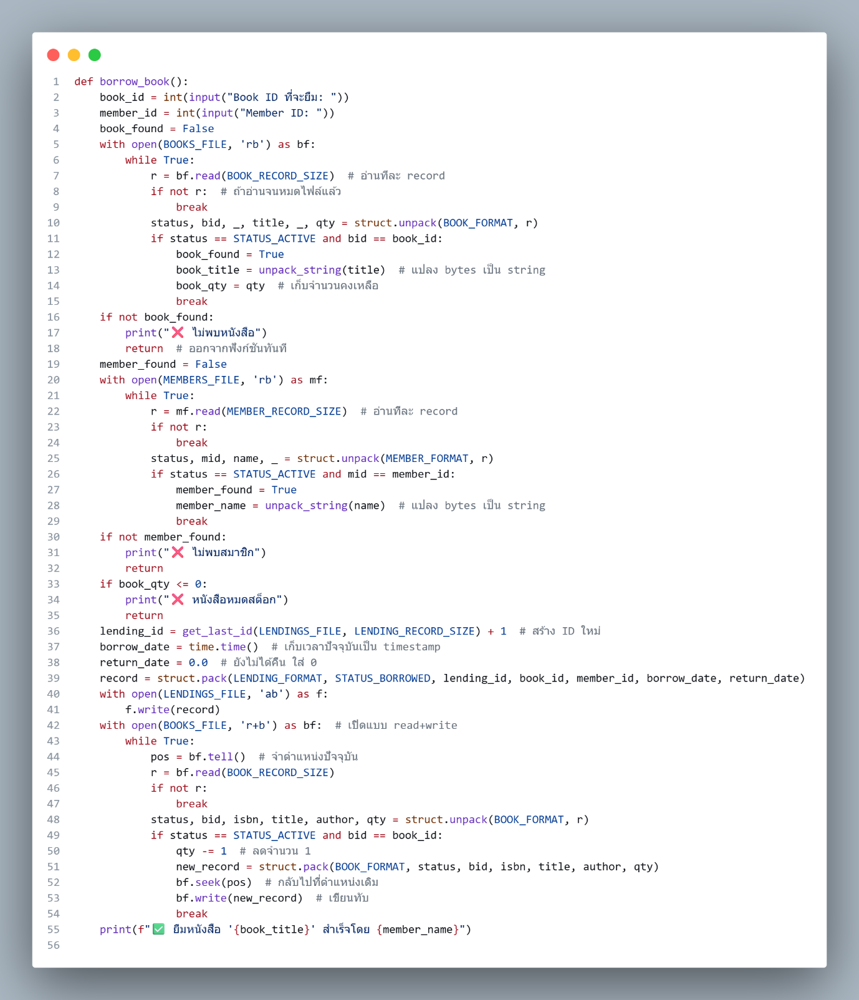 1 def borrow_book():
2     book_id = int(input("Book ID ที่จะยืม: "))
3     member_id = int(input("Member ID: "))
4     book_found = False
5     with open(BOOKS_FILE, 'rb') as bf:
6         while True:
7             r = bf.read(BOOK_RECORD_SIZE)  # อ่านทีละ record
8             if not r:  # ถ้าอ่านจนหมดไฟล์แล้ว
9                 break
10             status, bid, _, title, _, qty = struct.unpack(BOOK_FORMAT, r)
11             if status == STATUS_ACTIVE and bid == book_id:
12                 book_found = True
13                 book_title = unpack_string(title)  # แปลง bytes เป็น string
14                 book_qty = qty  # เก็บจำนวนคงเหลือ
15                 break
16     if not book_found:
17         print("❌ ไม่พบหนังสือ")
18         return  # ออกจากฟังก์ชันทันที
19     member_found = False
20     with open(MEMBERS_FILE, 'rb') as mf:
21         while True:
22             r = mf.read(MEMBER_RECORD_SIZE)  # อ่านทีละ record
23             if not r:
24                 break
25             status, mid, name, _ = struct.unpack(MEMBER_FORMAT, r)
26             if status == STATUS_ACTIVE and mid == member_id:
27                 member_found = True
28                 member_name = unpack_string(name)  # แปลง bytes เป็น string
29                 break
30     if not member_found:
31         print("❌ ไม่พบสมาชิก")
32         return
33     if book_qty <= 0:
34         print("❌ หนังสือหมดสต็อก")
35         return
36     lending_id = get_last_id(LENDINGS_FILE, LENDING_RECORD_SIZE) + 1  # สร้าง ID ใหม่
37     borrow_date = time.time()  # เก็บเวลาปัจจุบันเป็น timestamp
38     return_date = 0.0  # ยังไม่ได้คืน ใส่ 0
39     record = struct.pack(LENDING_FORMAT, STATUS_BORROWED, lending_id, book_id, member_id, borrow_date, return_date)
40     with open(LENDINGS_FILE, 'ab') as f:
41         f.write(record)
42     with open(BOOKS_FILE, 'r+b') as bf:  # เปิดแบบ read+write
43         while True:
44             pos = bf.tell()  # จำตำแหน่งปัจจุบัน
45             r = bf.read(BOOK_RECORD_SIZE)
46             if not r:
47                 break
48             status, bid, isbn, title, author, qty = struct.unpack(BOOK_FORMAT, r)
49             if status == STATUS_ACTIVE and bid == book_id:
50                 qty -= 1  # ลดจำนวน 1
51                 new_record = struct.pack(BOOK_FORMAT, status, bid, isbn, title, author, qty)
52                 bf.seek(pos)  # กลับไปที่ตำแหน่งเดิม
53                 bf.write(new_record)  # เขียนทับ
54                 break
55     print(f"✅ ยืมหนังสือ '{book_title}' สำเร็จโดย {member_name}")
56